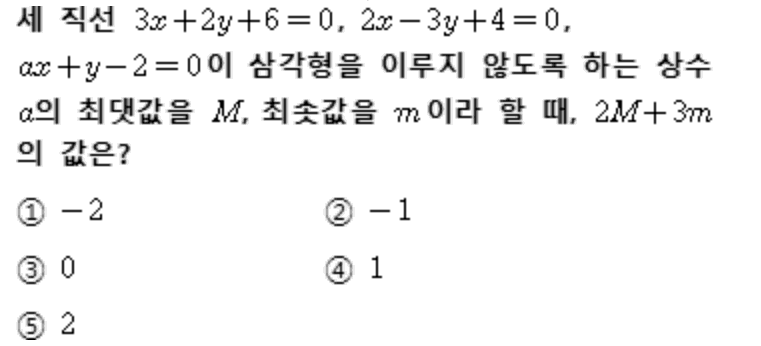 세 직선 3x+2y+6=0, 2x-3y+4=0,
ax+y-2=0이 삼각형을 이루지 않도록 하는 상수
a의 최댓값을 M, 최솟값을 m이라 할 때, 2M+3m
의 값은?
① -2 ② -1
③ 0 ④ 1
⑤ 2